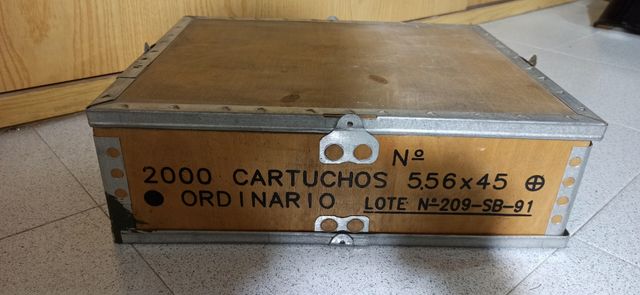 Nº
2000 CARTUCHOS 5,56x45
ORDINARIO LOTE Nº-209-SB-91